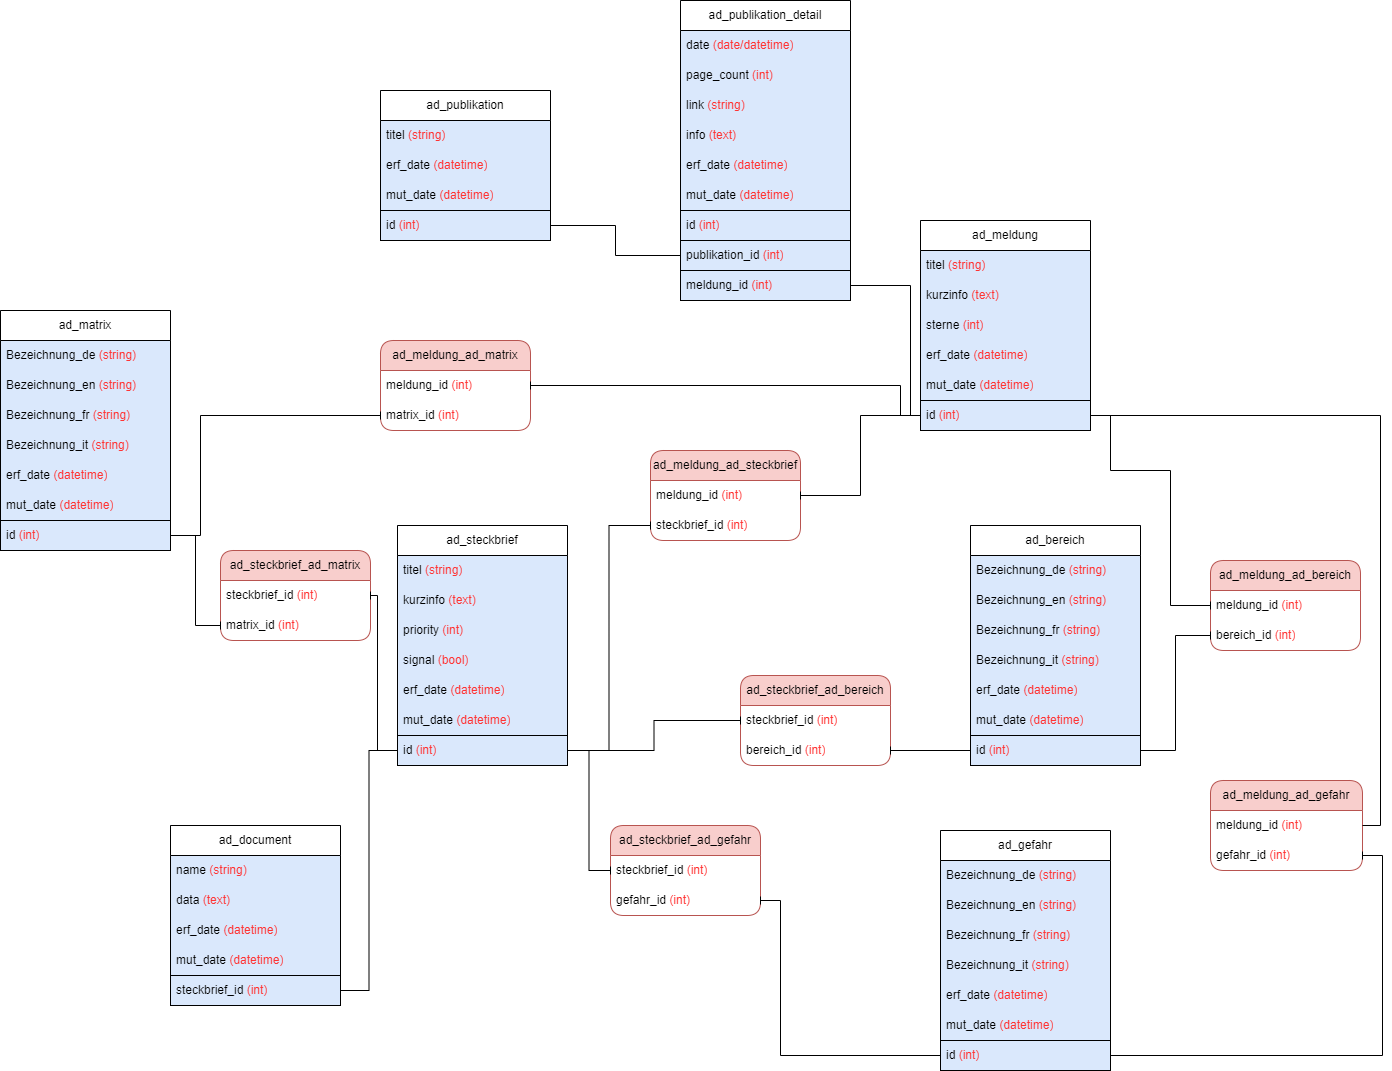 ad_publikation_detail
date (date/datetime)
page_count (int)
link (string)
info (text)
erf_date (datetime)
mut_date (datetime)
id (int)
publikation_id (int)
meldung_id (int)
ad_publikation
titel (string)
erf_date (datetime)
mut_date (datetime)
id (int)
ad_meldung
titel (string)
kurzinfo (text)
sterne (int)
erf_date (datetime)
mut_date (datetime)
id (int)
ad_matrix
Bezeichnung_de (string)
Bezeichnung_en (string)
Bezeichnung_fr (string)
Bezeichnung_it (string)
erf_date (datetime)
mut_date (datetime)
id (int)
ad_meldung_ad_matrix
meldung_id (int)
matrix_id (int)
ad_meldung_ad_steckbrief
meldung_id (int)
steckbrief_id (int)
ad_steckbrief_ad_matrix
steckbrief_id (int)
matrix_id (int)
ad_steckbrief
titel (string)
kurzinfo (text)
priority (int)
signal (bool)
erf_date (datetime)
mut_date (datetime)
id (int)
ad_bereich
Bezeichnung_de (string)
Bezeichnung_en (string)
Bezeichnung_fr (string)
Bezeichnung_it (string)
erf_date (datetime)
mut_date (datetime)
id (int)
ad_meldung_ad_bereich
meldung_id (int)
bereich_id (int)
ad_steckbrief_ad_bereich
steckbrief_id (int)
bereich_id (int)
ad_meldung_ad_gefahr
meldung_id (int)
gefahr_id (int)
ad_document
name (string)
data (text)
erf_date (datetime)
mut_date (datetime)
steckbrief_id (int)
ad_steckbrief_ad_gefahr
steckbrief_id (int)
gefahr_id (int)
ad_gefahr
Bezeichnung_de (string)
Bezeichnung_en (string)
Bezeichnung_fr (string)
Bezeichnung_it (string)
erf_date (datetime)
mut_date (datetime)
id (int)